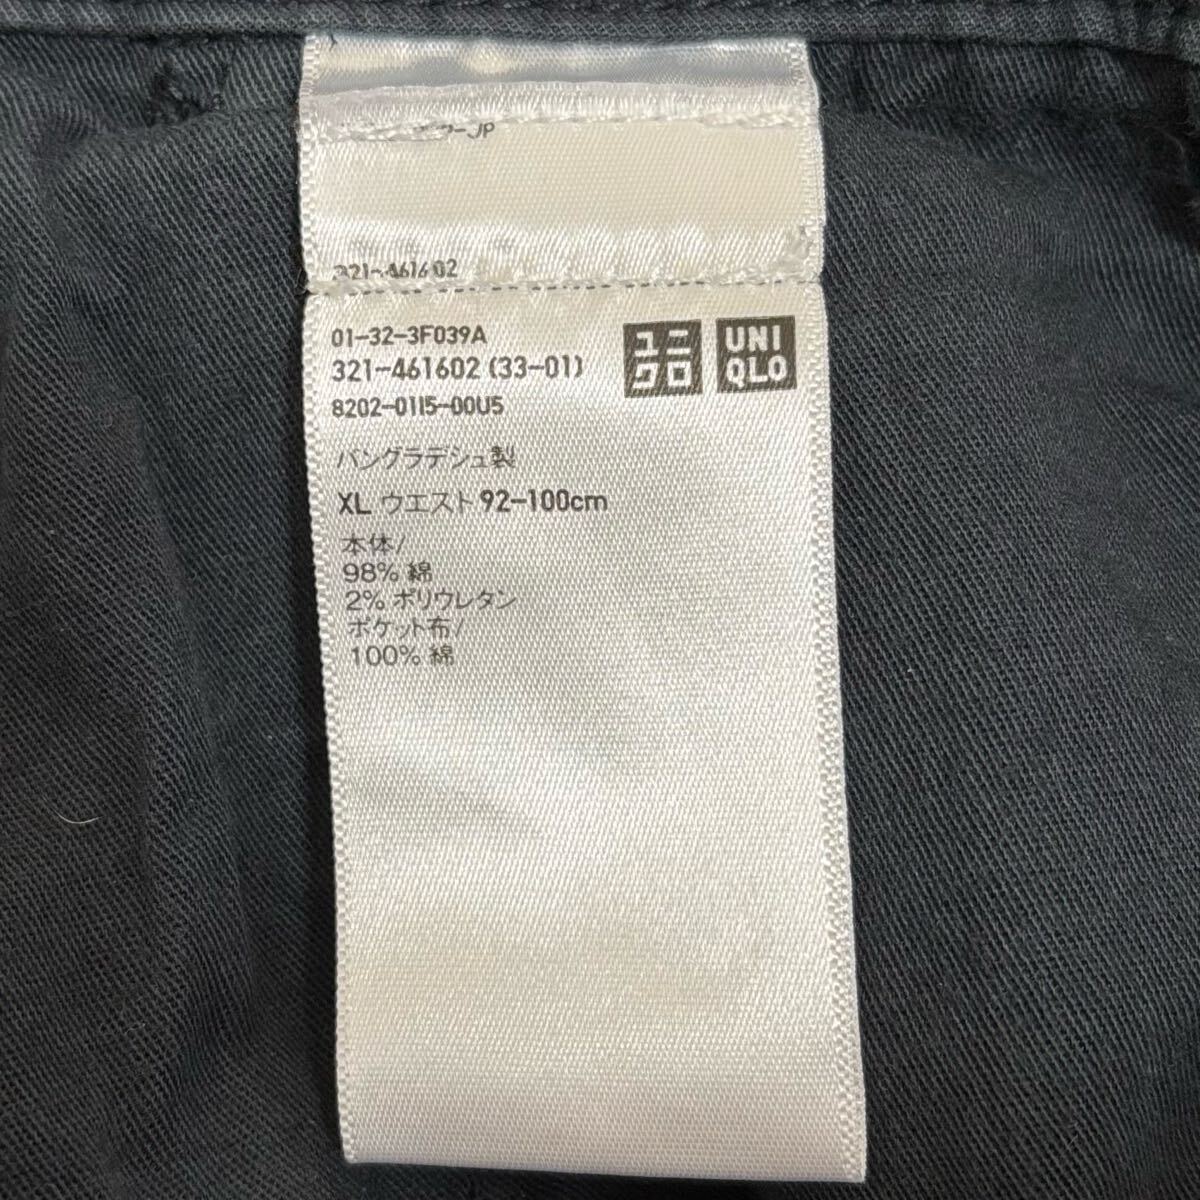 -JP
321-461602
01-32-3F039A
321-461602 (33-01)
8202-0115-00U5
ユニ
クロ
UNI
QLO
バングラデシュ製
XL ウエスト 92-100cm
本体/
98% 綿
2% ポリウレタン
ポケット布/
100% 綿